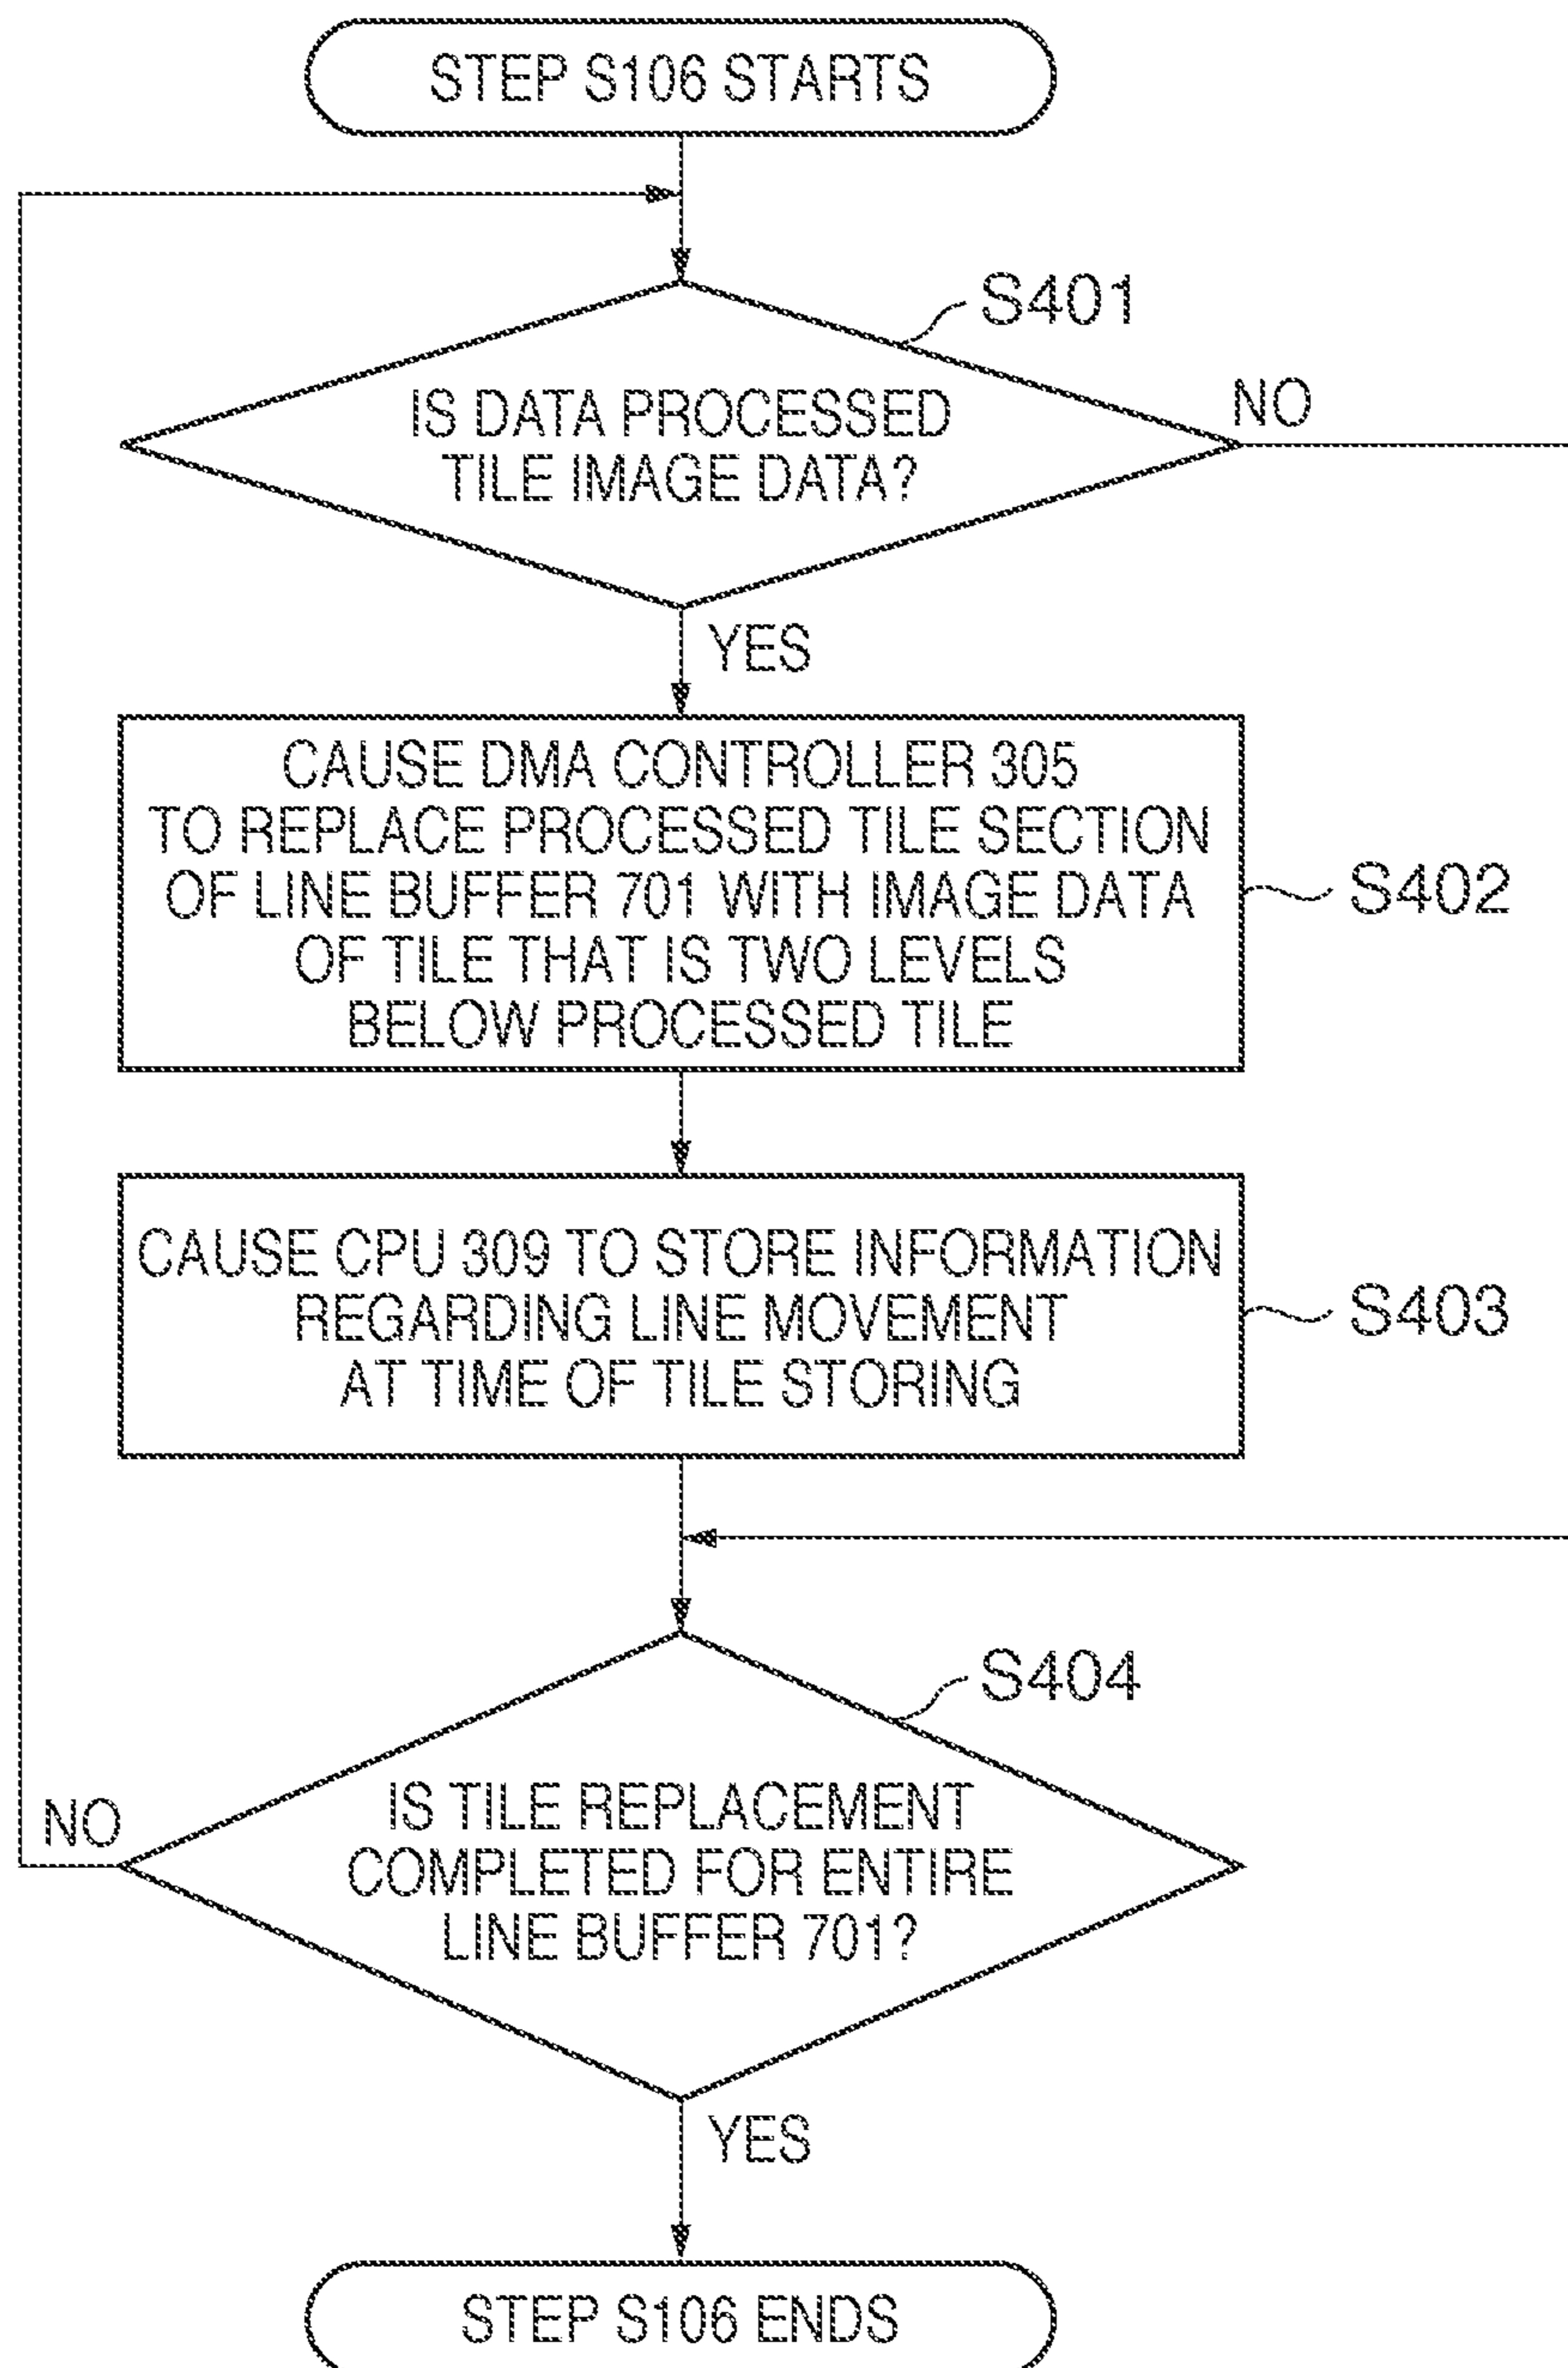 STEP S106 STARTS
S401
IS DATA PROCESSED
TILE IMAGE DATA?
NO
YES
CAUSE DMA CONTROLLER 305
TO REPLACE PROCESSED TILE SECTION
OF LINE BUFFER 701 WITH IMAGE DATA
OF TILE THAT IS TWO LEVELS
BELOW PROCESSED TILE
S402
CAUSE CPU 309 TO STORE INFORMATION
REGARDING LINE MOVEMENT
AT TIME OF TILE STORING
S403
S404
IS TILE REPLACEMENT
COMPLETED FOR ENTIRE
LINE BUFFER 701?
NO
YES
STEP S106 ENDS